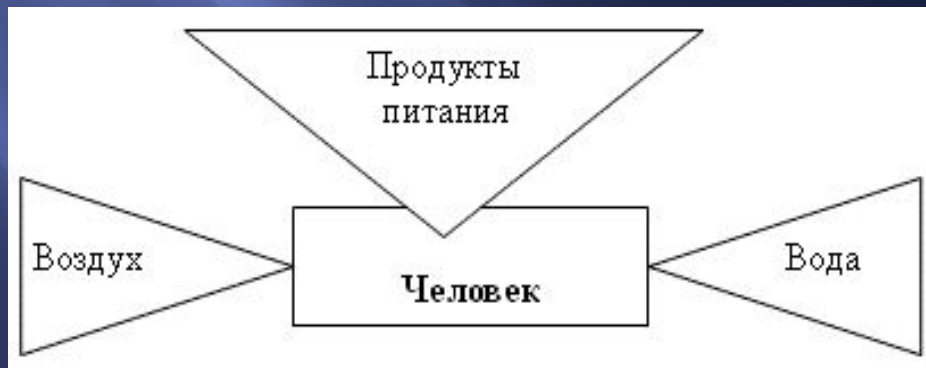 Продукты
питания
Воздух
Человек
Вода